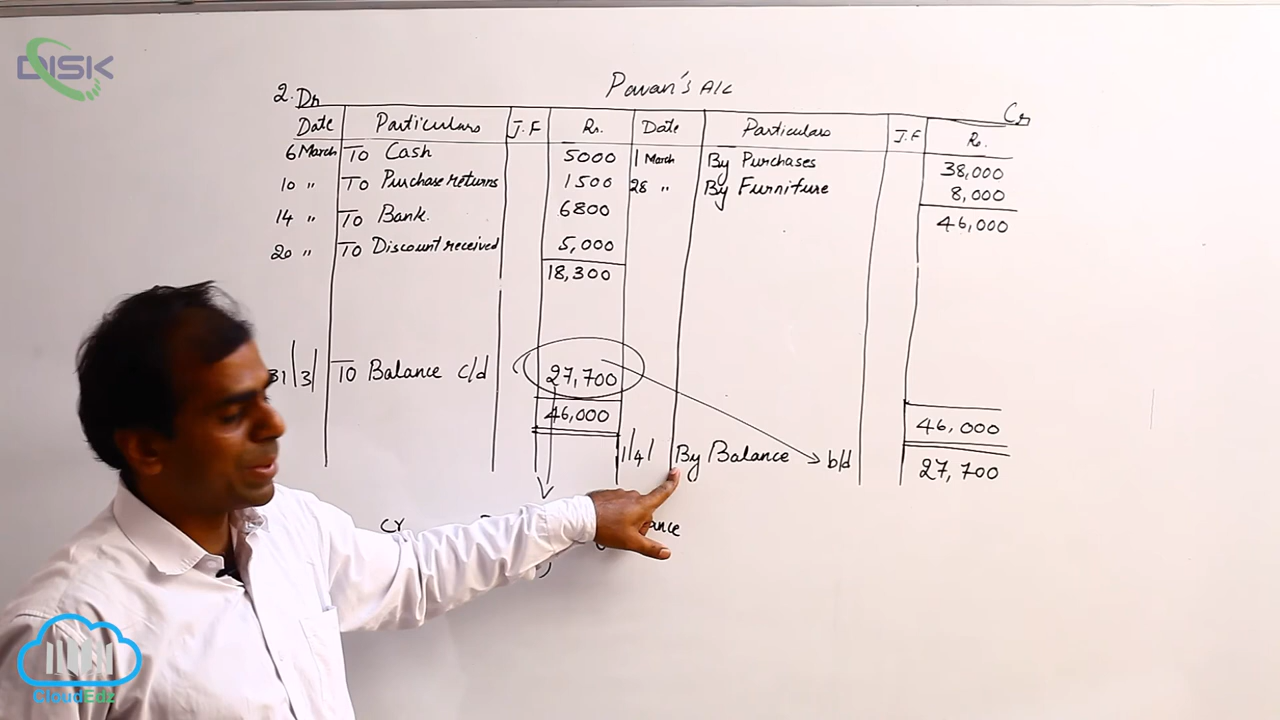 DISK
Pavan's A/c
2. Dr Cr
Date Particulars J.F Rs. Date Particulars J.F Rs.
6 March To Cash 5000 1 March By Purchases 38,000
10 " To Purchase returns 1500 28 " By Furniture 8,000
14 " To Bank. 6800 46,000
20 " To Discount received 5,000
18,300
31/3/ To Balance c/d 27,700
46,000 46,000
1/4/ By Balance b/d 27,700
CY
CloudEdz